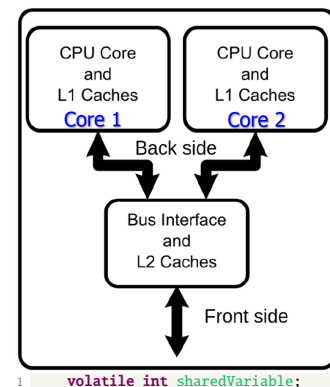 CPU Core
and
L1 Caches
Core 1
CPU Core
and
L1 Caches
Core 2
Back side
Bus Interface
and
L2 Caches
Front side
1 volatile int sharedVariable;